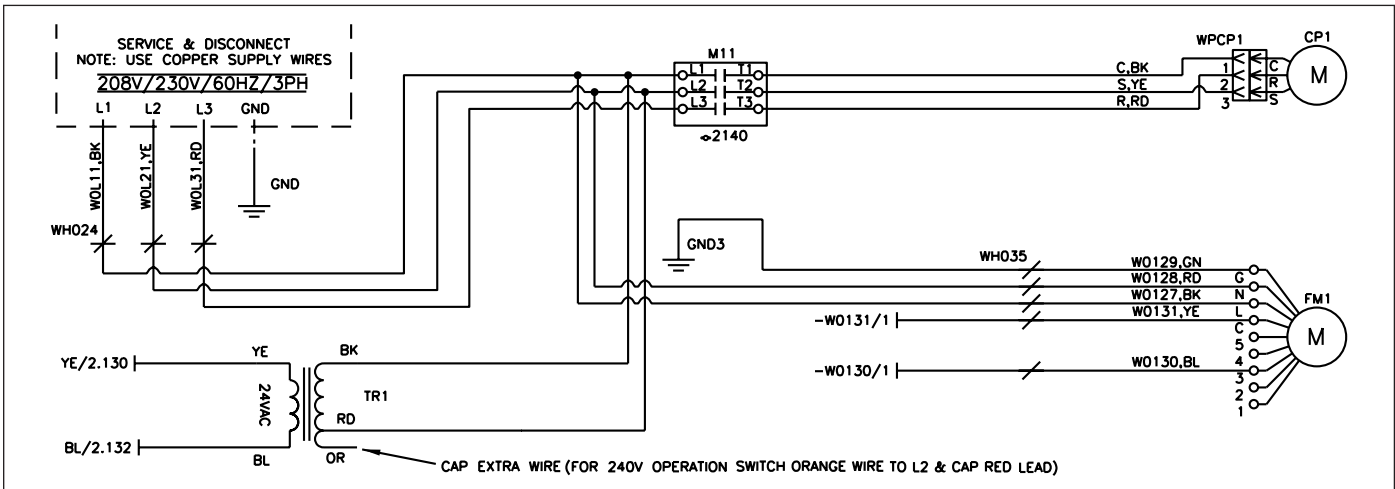 SERVICE & DISCONNECT
NOTE: USE COPPER SUPPLY WIRES
208V/230V/60HZ/3PH
L1 L2 L3 GND
W0L11,BK
W0L21,YE
W0L31,RD
GND
WH024
M11
L1 T1
L2 T2
L3 T3
2140
C,BK
S,YE
R,RD
WPCP1
1
2
3
C
R
S
CP1
M
GND3
WH035
W0129,GN
W0128,RD
W0127,BK
W0131,YE
W0130,BL
-W0131/1
-W0130/1
G
N
L
C
5
4
3
2
1
FM1
M
YE/2.130
YE
BK
24VAC
TR1
RD
BL/2.132
BL
OR
CAP EXTRA WIRE (FOR 240V OPERATION SWITCH ORANGE WIRE TO L2 & CAP RED LEAD)